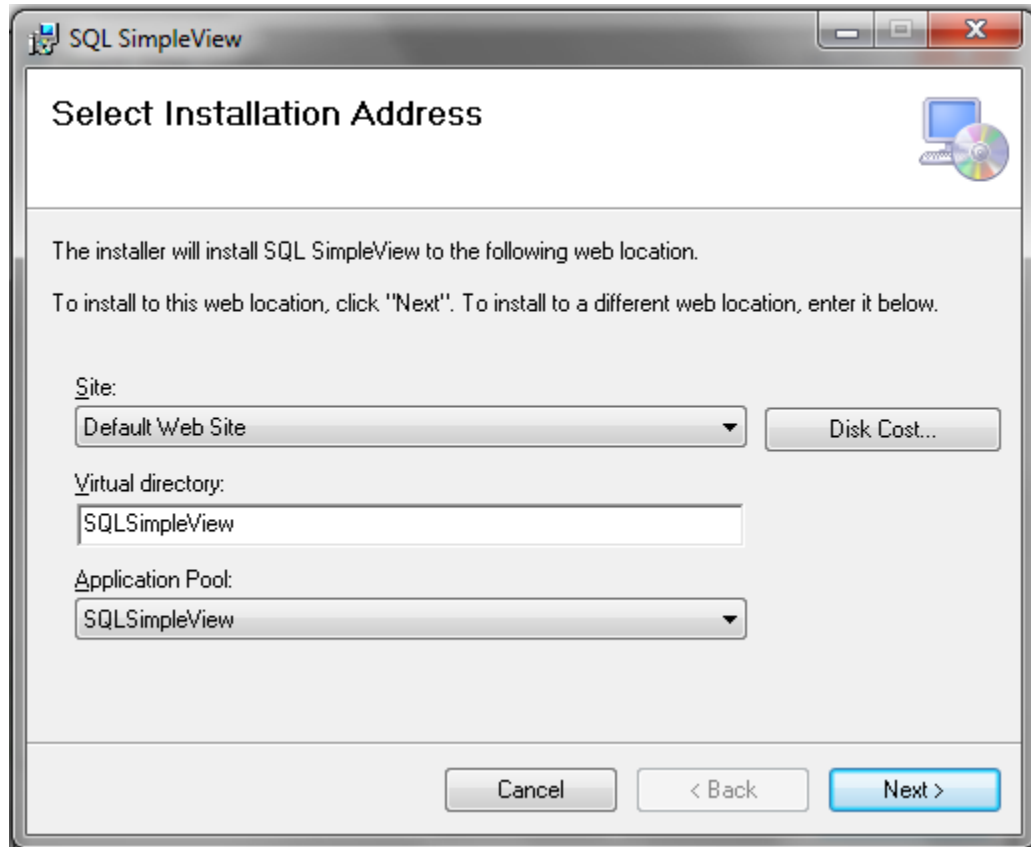 SQL SimpleView
Select Installation Address
The installer will install SQL SimpleView to the following web location.
To install to this web location, click "Next". To install to a different web location, enter it below.
Site:
Default Web Site
Disk Cost...
Virtual directory:
SQLSimpleView
Application Pool:
SQLSimpleView
Cancel
< Back
Next >